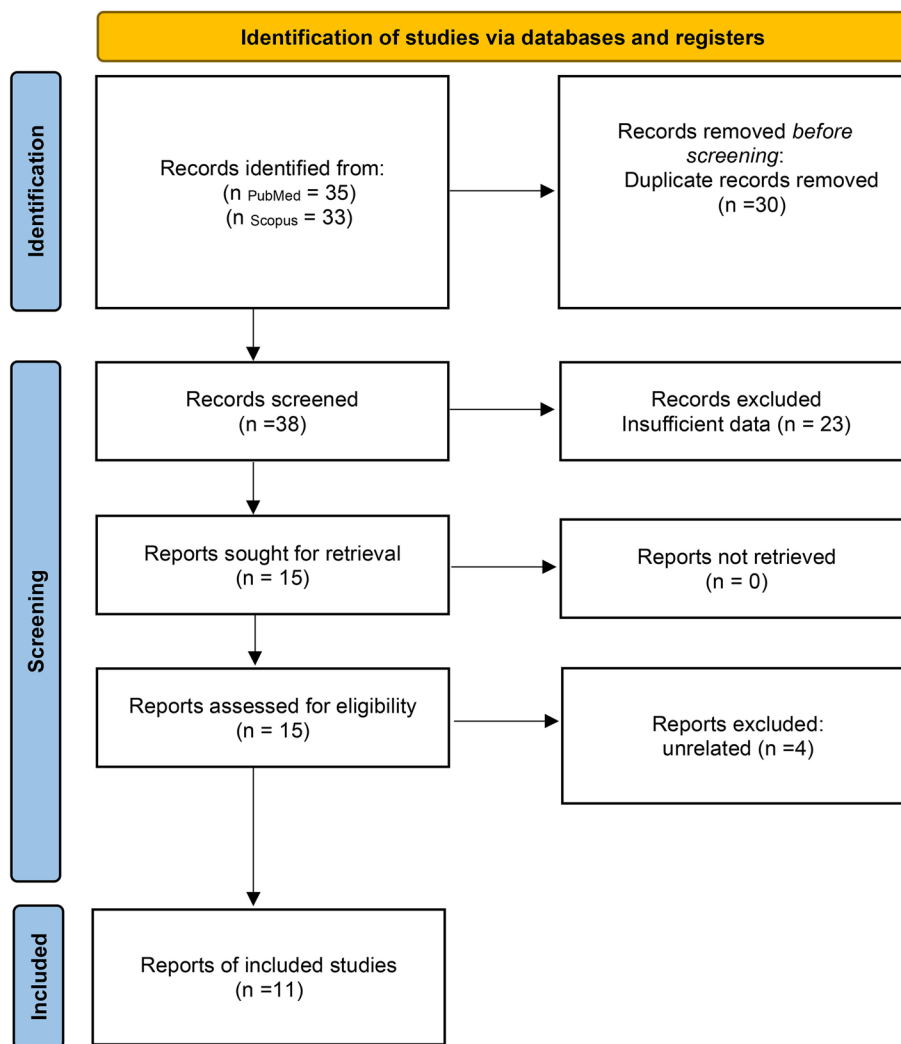 Identification of studies via databases and registers
Identification
Records identified from:
(n PubMed = 35)
(n Scopus = 33)
Records removed before
screening:
Duplicate records removed
(n =30)
Screening
Records screened
(n =38)
Records excluded
Insufficient data (n = 23)
Reports sought for retrieval
(n = 15)
Reports not retrieved
(n = 0)
Reports assessed for eligibility
(n = 15)
Reports excluded:
unrelated (n =4)
Included
Reports of included studies
(n =11)